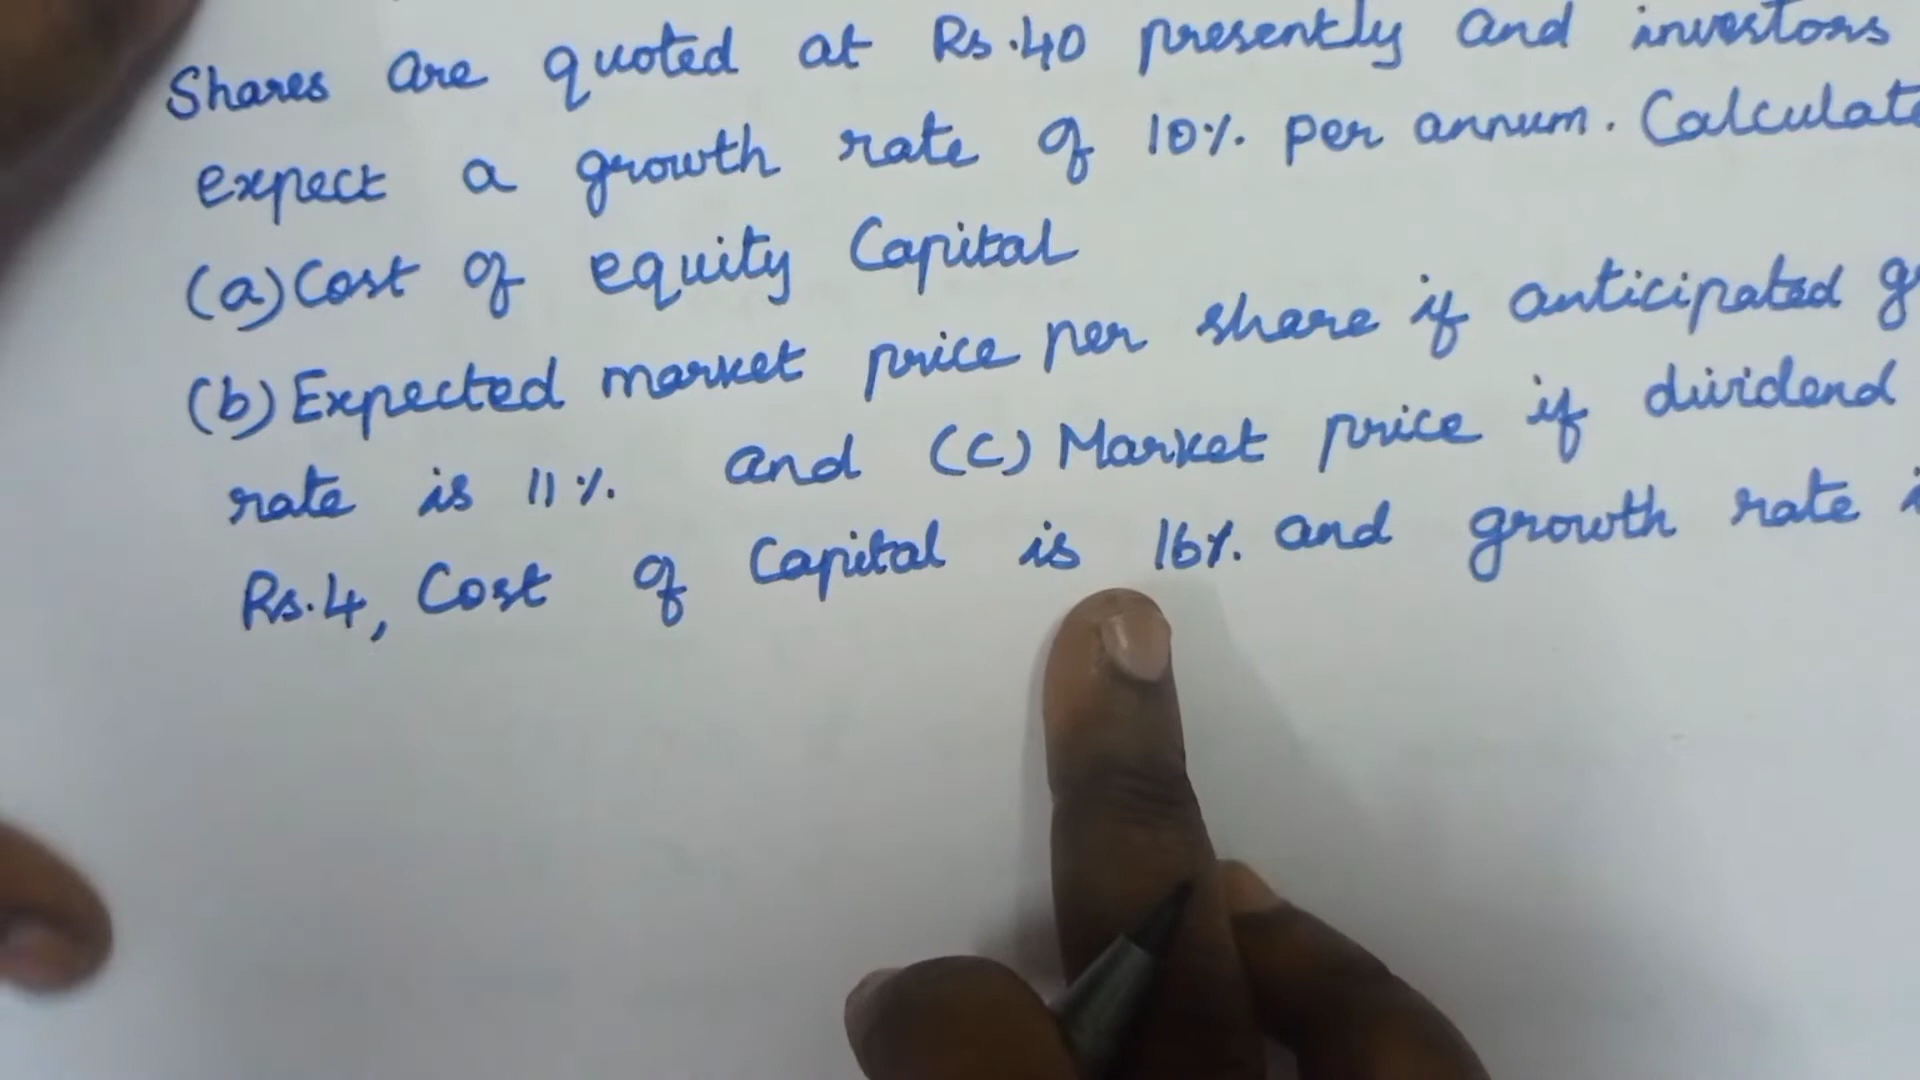 Shares are quoted at Rs.40 presently and investors
expect a growth rate of 10%. per annum. Calculate
(a) Cost of equity Capital
(b) Expected market price per share if anticipated
rate is 11%. and (C) Market price if dividend
Rs.4, Cost of Capital is 16%. and growth rate